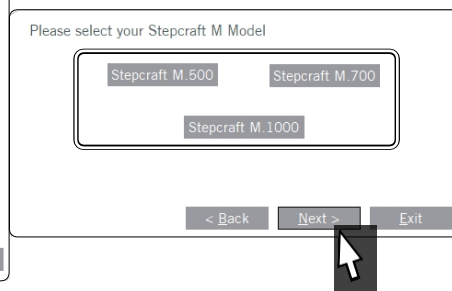 Please select your Stepcraft M Model
Stepcraft M.500 Stepcraft M.700
Stepcraft M.1000
< Back Next > Exit